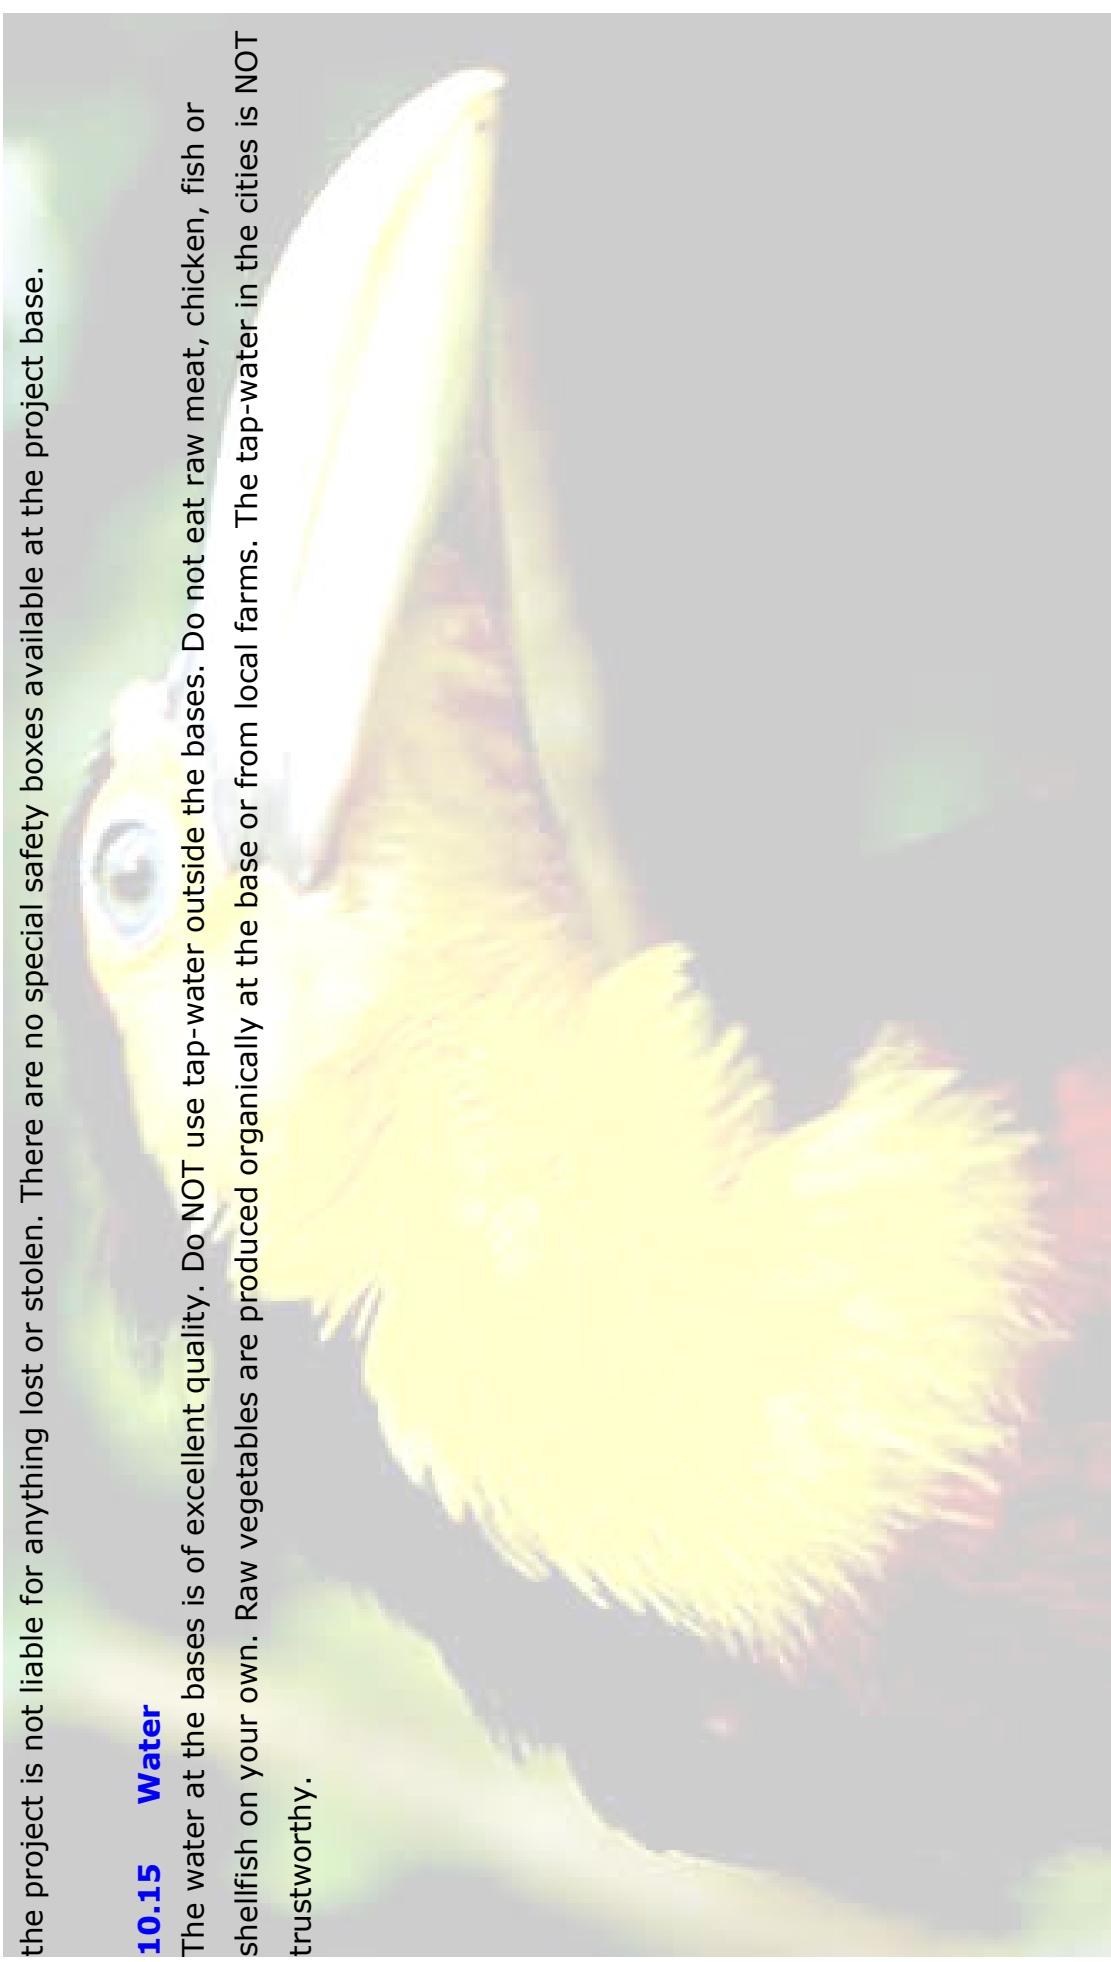 the project is not liable for anything lost or stolen. There are no special safety boxes available at the project base.
10.15 Water
The water at the bases is of excellent quality. Do NOT use tap-water outside the bases. Do not eat raw meat, chicken, fish or
shellfish on your own. Raw vegetables are produced organically at the base or from local farms. The tap-water in the cities is NOT
trustworthy.